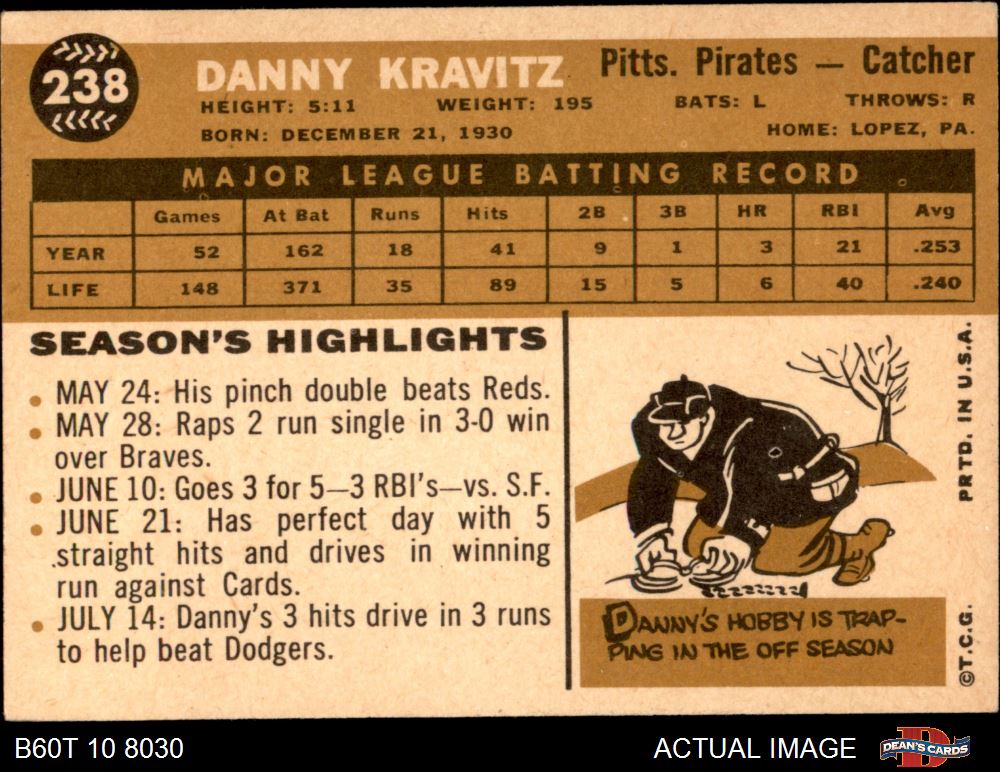 238
DANNY KRAVITZ Pitts. Pirates — Catcher
HEIGHT: 5:11 WEIGHT: 195 BATS: L THROWS: R
BORN: DECEMBER 21, 1930 HOME: LOPEZ, PA.
MAJOR LEAGUE BATTING RECORD
Games At Bat Runs Hits 2B 3B HR RBI Avg
YEAR 52 162 18 41 9 1 3 21 .253
LIFE 148 371 35 89 15 5 6 40 .240
SEASON'S HIGHLIGHTS
• MAY 24: His pinch double beats Reds.
• MAY 28: Raps 2 run single in 3-0 win
over Braves.
• JUNE 10: Goes 3 for 5—3 RBI's—vs. S.F.
• JUNE 21: Has perfect day with 5
straight hits and drives in winning
run against Cards.
• JULY 14: Danny's 3 hits drive in 3 runs
to help beat Dodgers.
DANNY'S HOBBY IS TRAP-
PING IN THE OFF SEASON
©T.C.G. PRTD. IN U.S.A.
B60T 10 8030 ACTUAL IMAGE DEAN'S CARDS